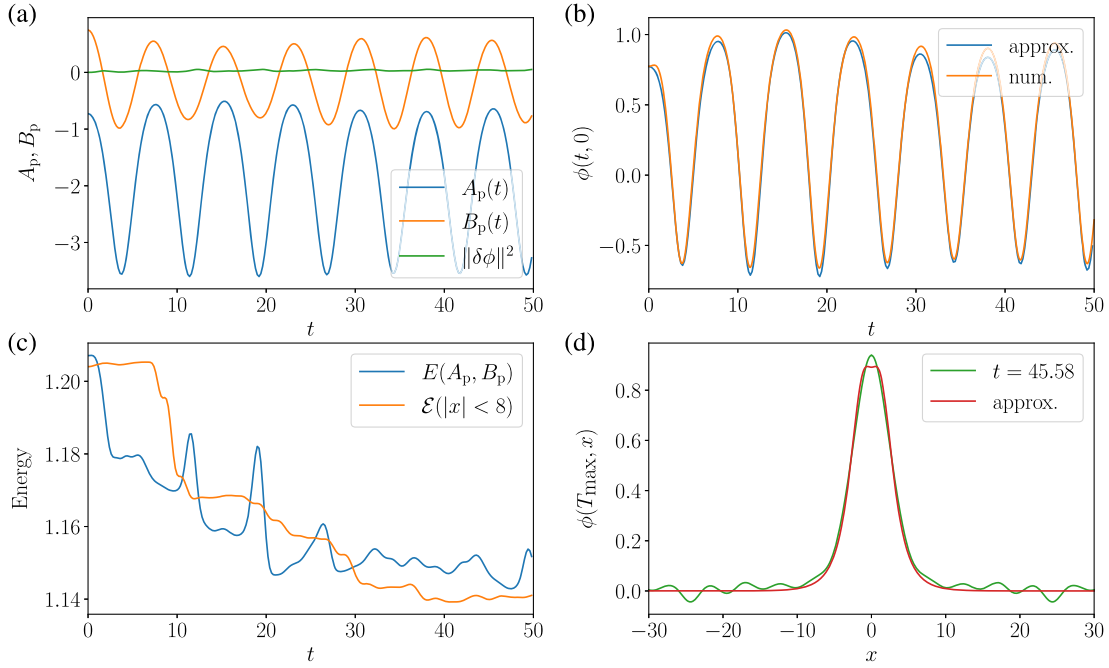 (a)
0
−1
−2
−3
A_p, B_p
A_p(t)
B_p(t)
||δϕ||²
0 10 20 30 40 50
t
(b)
1.0
0.5
0.0
−0.5
ϕ(t, 0)
approx.
num.
0 10 20 30 40 50
t
(c)
1.20
1.18
1.16
1.14
Energy
E(A_p, B_p)
ℰ(|x| < 8)
0 10 20 30 40 50
t
(d)
0.8
0.6
0.4
0.2
0.0
ϕ(T_max, x)
t = 45.58
approx.
−30 −20 −10 0 10 20 30
x